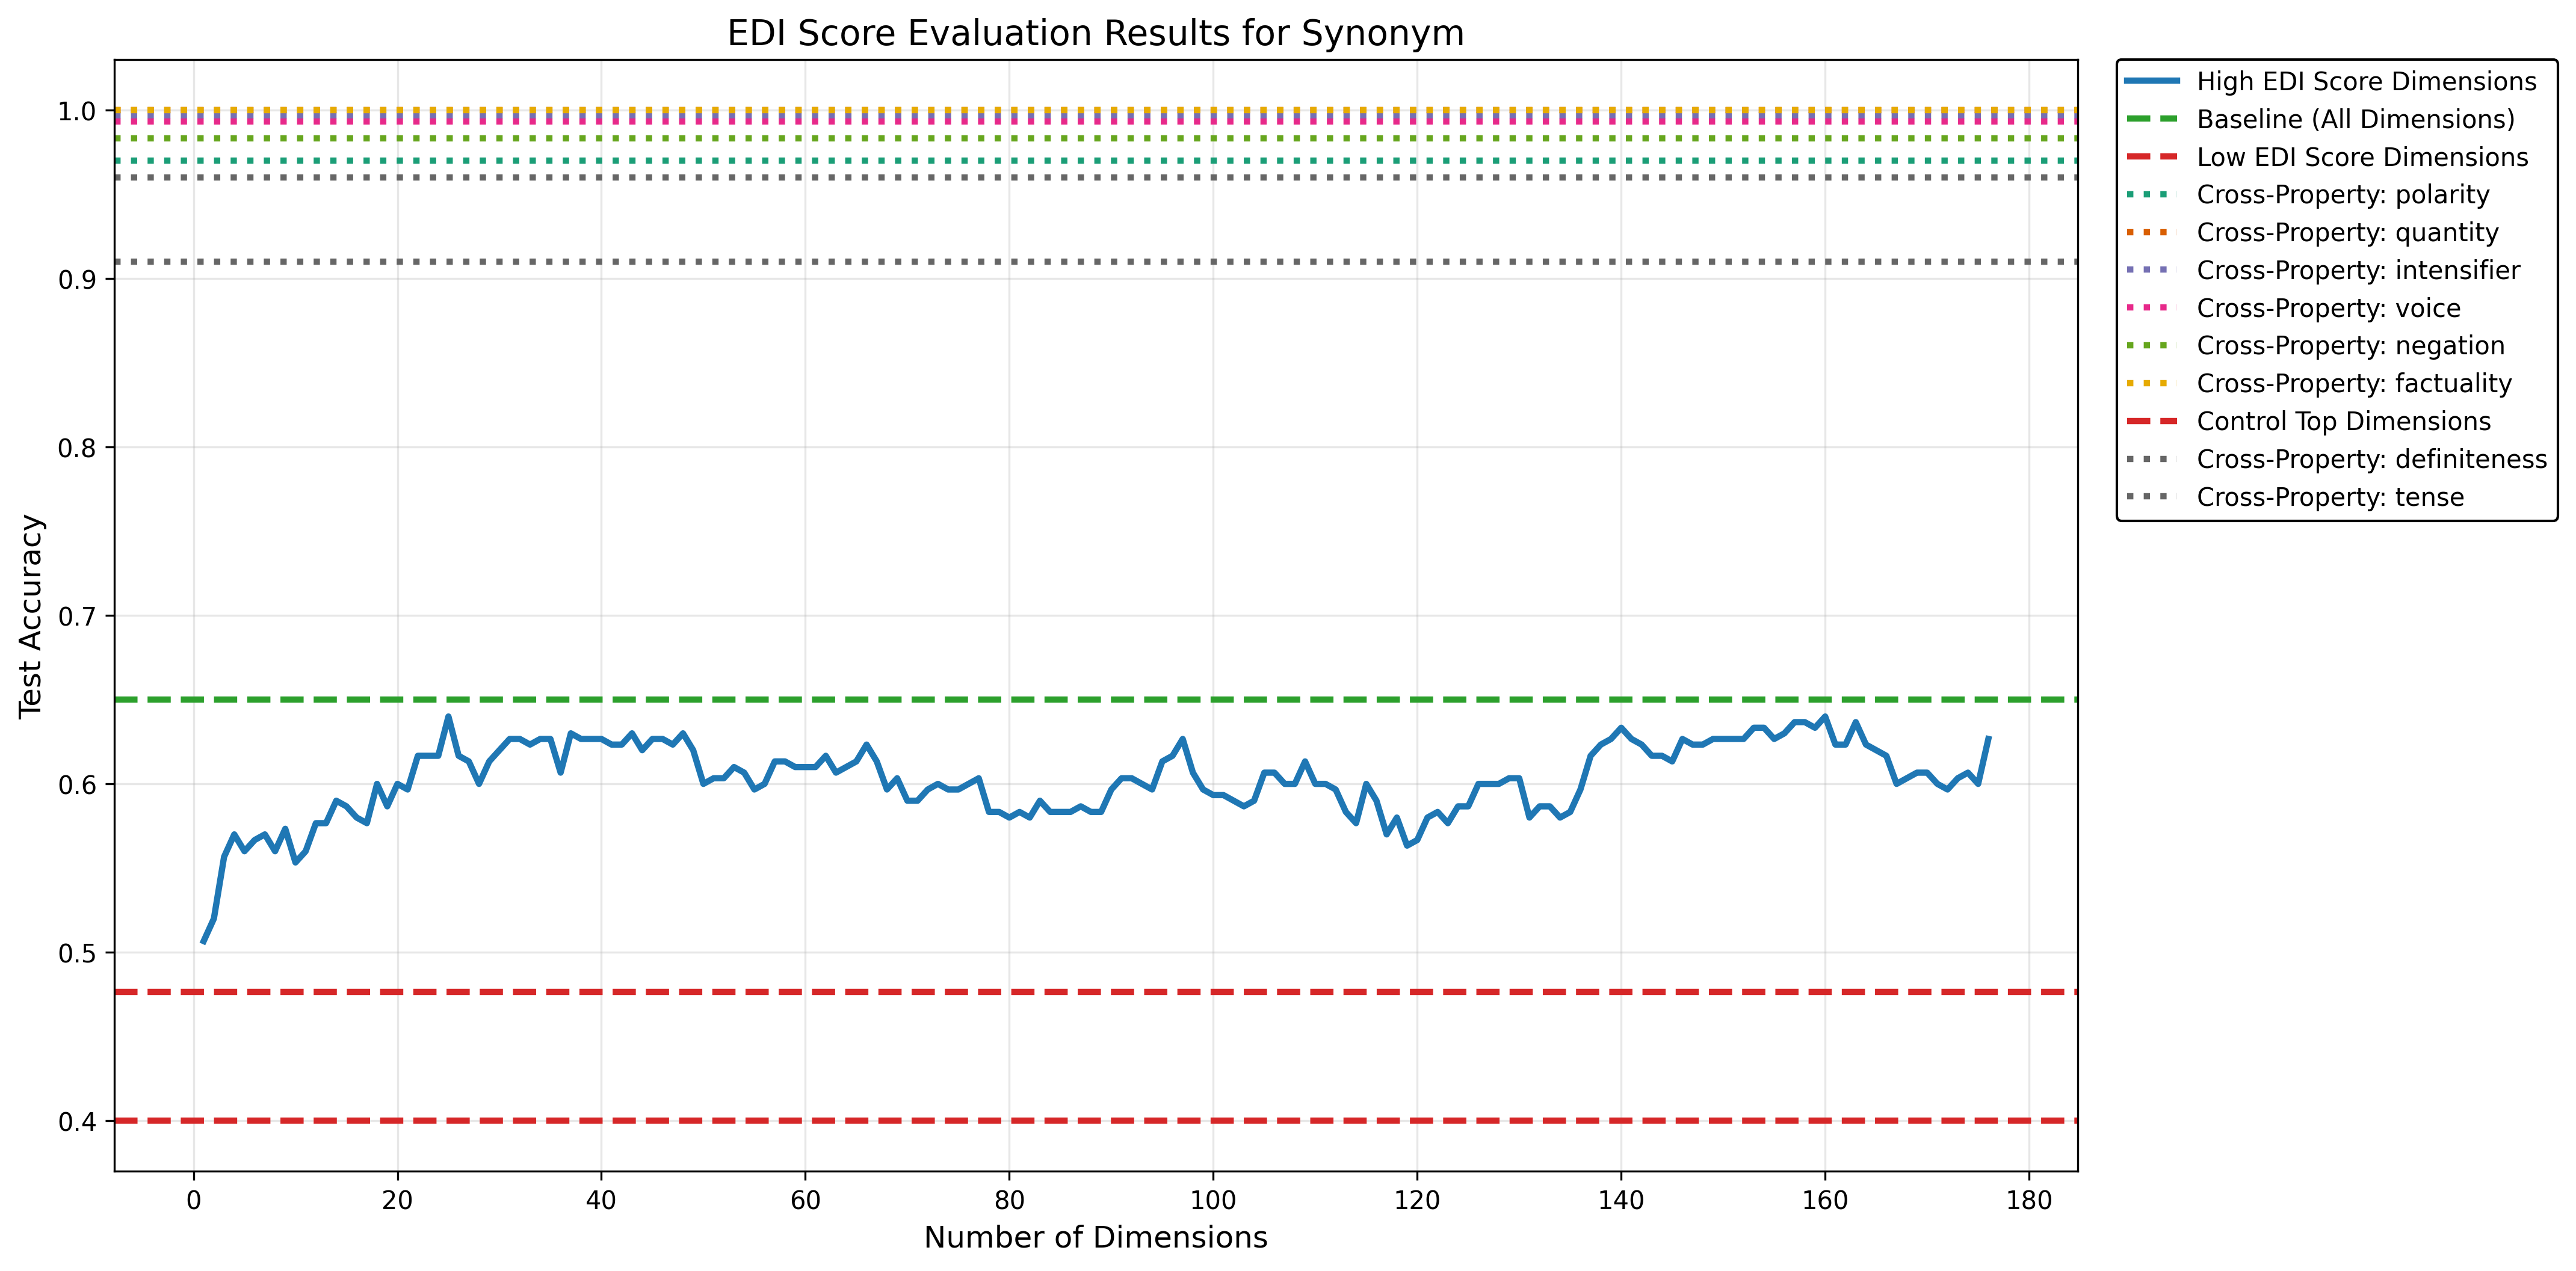 EDI Score Evaluation Results for Synonym
Test Accuracy
1.0
0.9
0.8
0.7
0.6
0.5
0.4
0 20 40 60 80 100 120 140 160 180
Number of Dimensions
High EDI Score Dimensions
Baseline (All Dimensions)
Low EDI Score Dimensions
Cross-Property: polarity
Cross-Property: quantity
Cross-Property: intensifier
Cross-Property: voice
Cross-Property: negation
Cross-Property: factuality
Control Top Dimensions
Cross-Property: definiteness
Cross-Property: tense